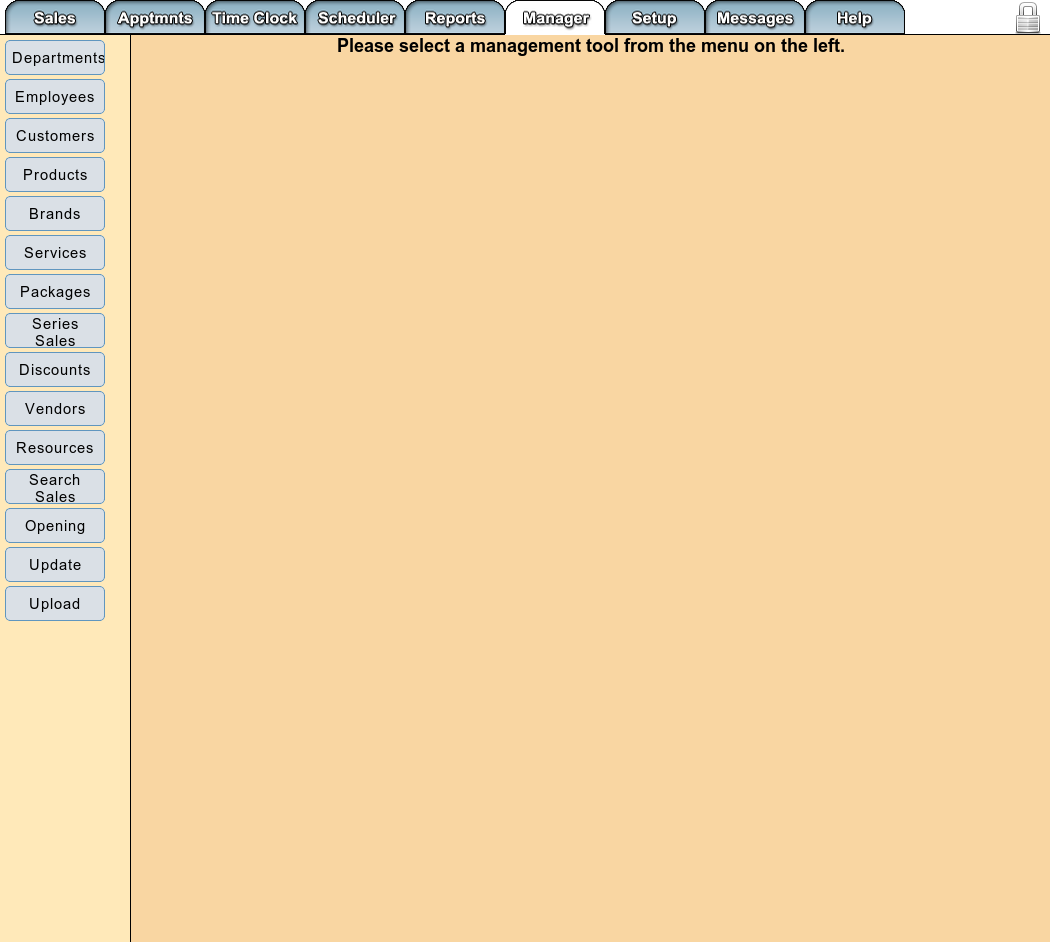 Sales Apptmnts Time Clock Scheduler Reports Manager Setup Messages Help
Please select a management tool from the menu on the left.
Departments
Employees
Customers
Products
Brands
Services
Packages
Series
Sales
Discounts
Vendors
Resources
Search
Sales
Opening
Update
Upload